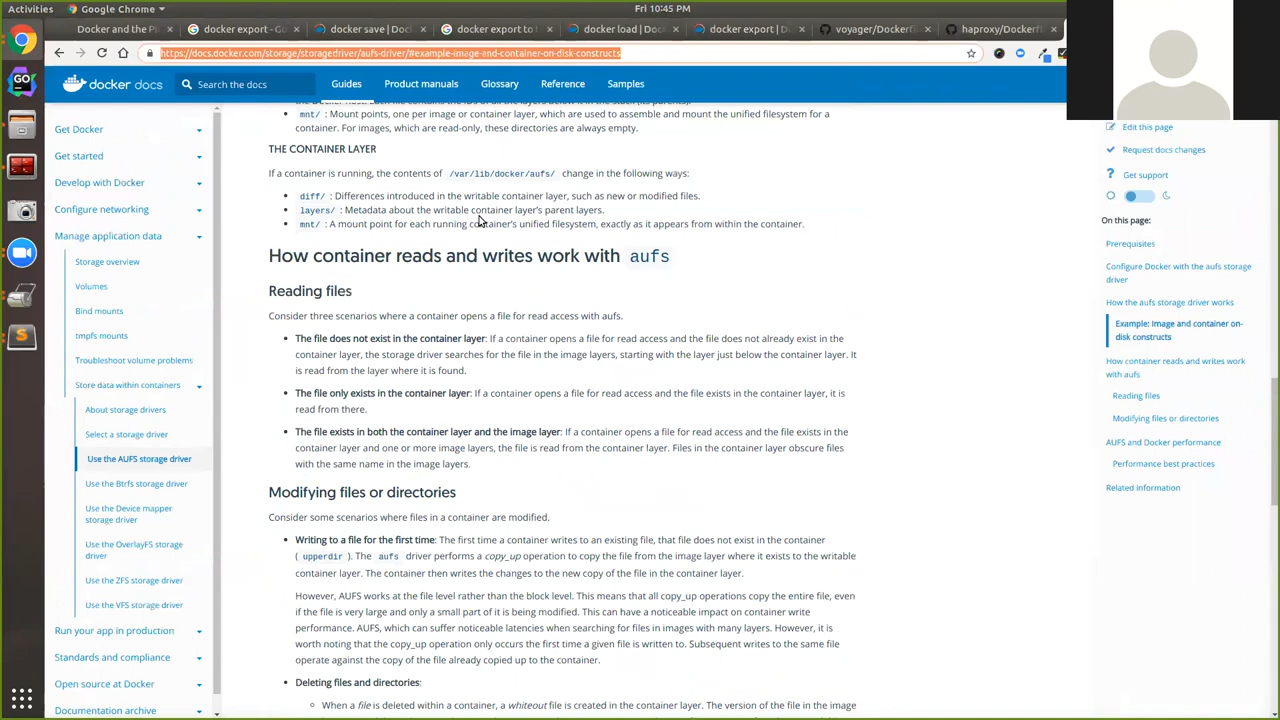 Activities
Google Chrome
Fri 10:45 PM
Docker and the Pr
docker export - Go
docker save | Dock
docker export to
docker load | Dock
docker export | Do
voyager/Dockerfil
haproxy/Dockerfil
https://docs.docker.com/storage/storagedriver/aufs-driver/#example-image-and-container-on-disk-constructs
docker docs
Search the docs
Guides
Product manuals
Glossary
Reference
Samples
Get Docker
Get started
Develop with Docker
Configure networking
Manage application data
Storage overview
Volumes
Bind mounts
tmpfs mounts
Troubleshoot volume problems
Store data within containers
About storage drivers
Select a storage driver
Use the AUFS storage driver
Use the Btrfs storage driver
Use the Device mapper
storage driver
Use the OverlayFS storage
driver
Use the ZFS storage driver
Use the VFS storage driver
Run your app in production
Standards and compliance
Open source at Docker
Documentation archive
the Docker host. Each file contains the IDs of all the layers below it in the stack (its parents).
mnt/ : Mount points, one per image or container layer, which are used to assemble and mount the unified filesystem for a
container. For images, which are read-only, these directories are always empty.
THE CONTAINER LAYER
If a container is running, the contents of /var/lib/docker/aufs/ change in the following ways:
diff/ : Differences introduced in the writable container layer, such as new or modified files.
layers/ : Metadata about the writable container layer's parent layers.
mnt/ : A mount point for each running container's unified filesystem, exactly as it appears from within the container.
How container reads and writes work with aufs
Reading files
Consider three scenarios where a container opens a file for read access with aufs.
The file does not exist in the container layer: If a container opens a file for read access and the file does not already exist in the
container layer, the storage driver searches for the file in the image layers, starting with the layer just below the container layer. It
is read from the layer where it is found.
The file only exists in the container layer: If a container opens a file for read access and the file exists in the container layer, it is
read from there.
The file exists in both the container layer and the image layer: If a container opens a file for read access and the file exists in the
container layer and one or more image layers, the file is read from the container layer. Files in the container layer obscure files
with the same name in the image layers.
Modifying files or directories
Consider some scenarios where files in a container are modified.
Writing to a file for the first time: The first time a container writes to an existing file, that file does not exist in the container
( upperdir ). The aufs driver performs a copy_up operation to copy the file from the image layer where it exists to the writable
container layer. The container then writes the changes to the new copy of the file in the container layer.
However, AUFS works at the file level rather than the block level. This means that all copy_up operations copy the entire file, even
if the file is very large and only a small part of it is being modified. This can have a noticeable impact on container write
performance. AUFS, which can suffer noticeable latencies when searching for files in images with many layers. However, it is
worth noting that the copy_up operation only occurs the first time a given file is written to. Subsequent writes to the same file
operate against the copy of the file already copied up to the container.
Deleting files and directories:
When a file is deleted within a container, a whiteout file is created in the container layer. The version of the file in the image
Edit this page
Request docs changes
Get support
On this page:
Prerequisites
Configure Docker with the aufs storage
driver
How the aufs storage driver works
Example: Image and container on-
disk constructs
How container reads and writes work
with aufs
Reading files
Modifying files or directories
AUFS and Docker performance
Performance best practices
Related information